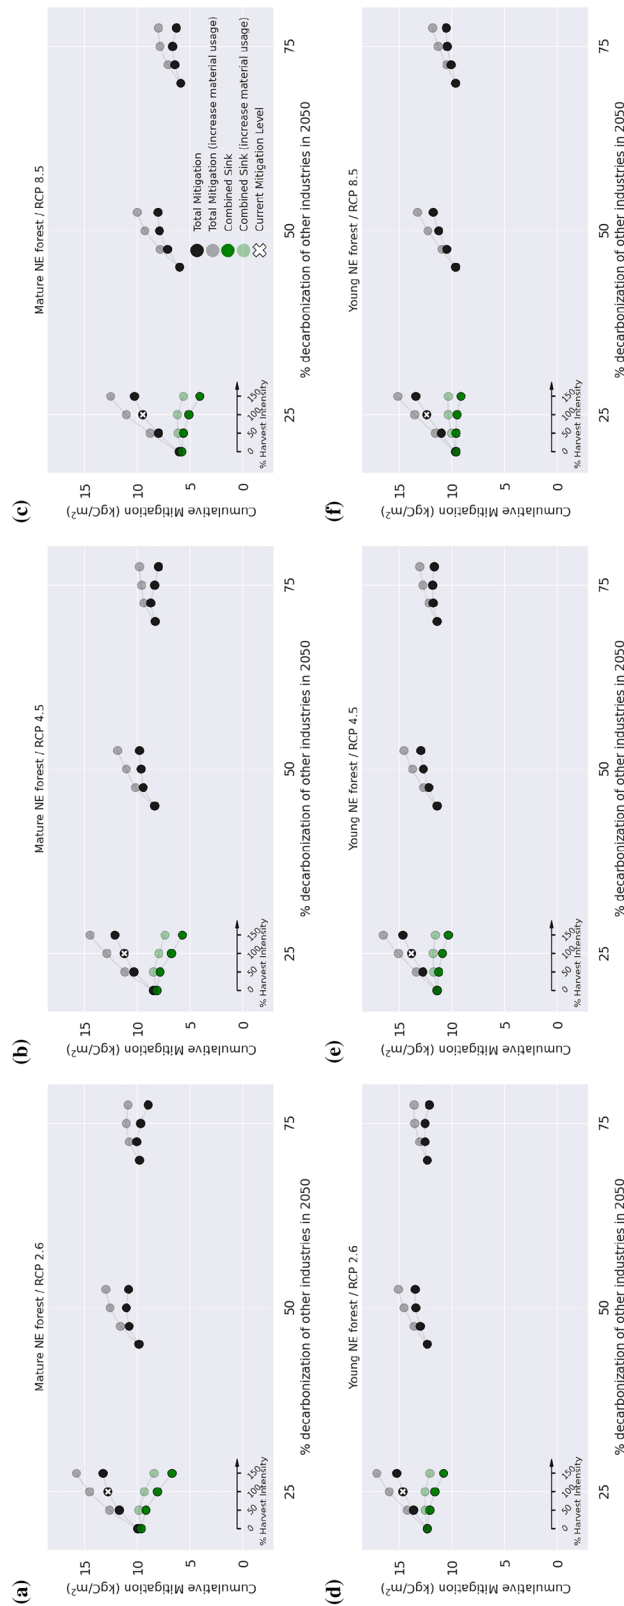 (a)
Mature NE forest / RCP 2.6
Cumulative Mitigation (kgC/m²)
15
10
5
0
0 50 100 150
% Harvest Intensity
25 50 75
% decarbonization of other industries in 2050
(b)
Mature NE forest / RCP 4.5
Cumulative Mitigation (kgC/m²)
15
10
5
0
0 50 100 150
% Harvest Intensity
25 50 75
% decarbonization of other industries in 2050
(c)
Mature NE forest / RCP 8.5
Cumulative Mitigation (kgC/m²)
15
10
5
0
Total Mitigation
Total Mitigation (increase material usage)
Combined Sink
Combined Sink (increase material usage)
Current Mitigation Level
0 50 100 150
% Harvest Intensity
25 50 75
% decarbonization of other industries in 2050
(d)
Young NE forest / RCP 2.6
Cumulative Mitigation (kgC/m²)
15
10
5
0
0 50 100 150
% Harvest Intensity
25 50 75
% decarbonization of other industries in 2050
(e)
Young NE forest / RCP 4.5
Cumulative Mitigation (kgC/m²)
15
10
5
0
0 50 100 150
% Harvest Intensity
25 50 75
% decarbonization of other industries in 2050
(f)
Young NE forest / RCP 8.5
Cumulative Mitigation (kgC/m²)
15
10
5
0
0 50 100 150
% Harvest Intensity
25 50 75
% decarbonization of other industries in 2050